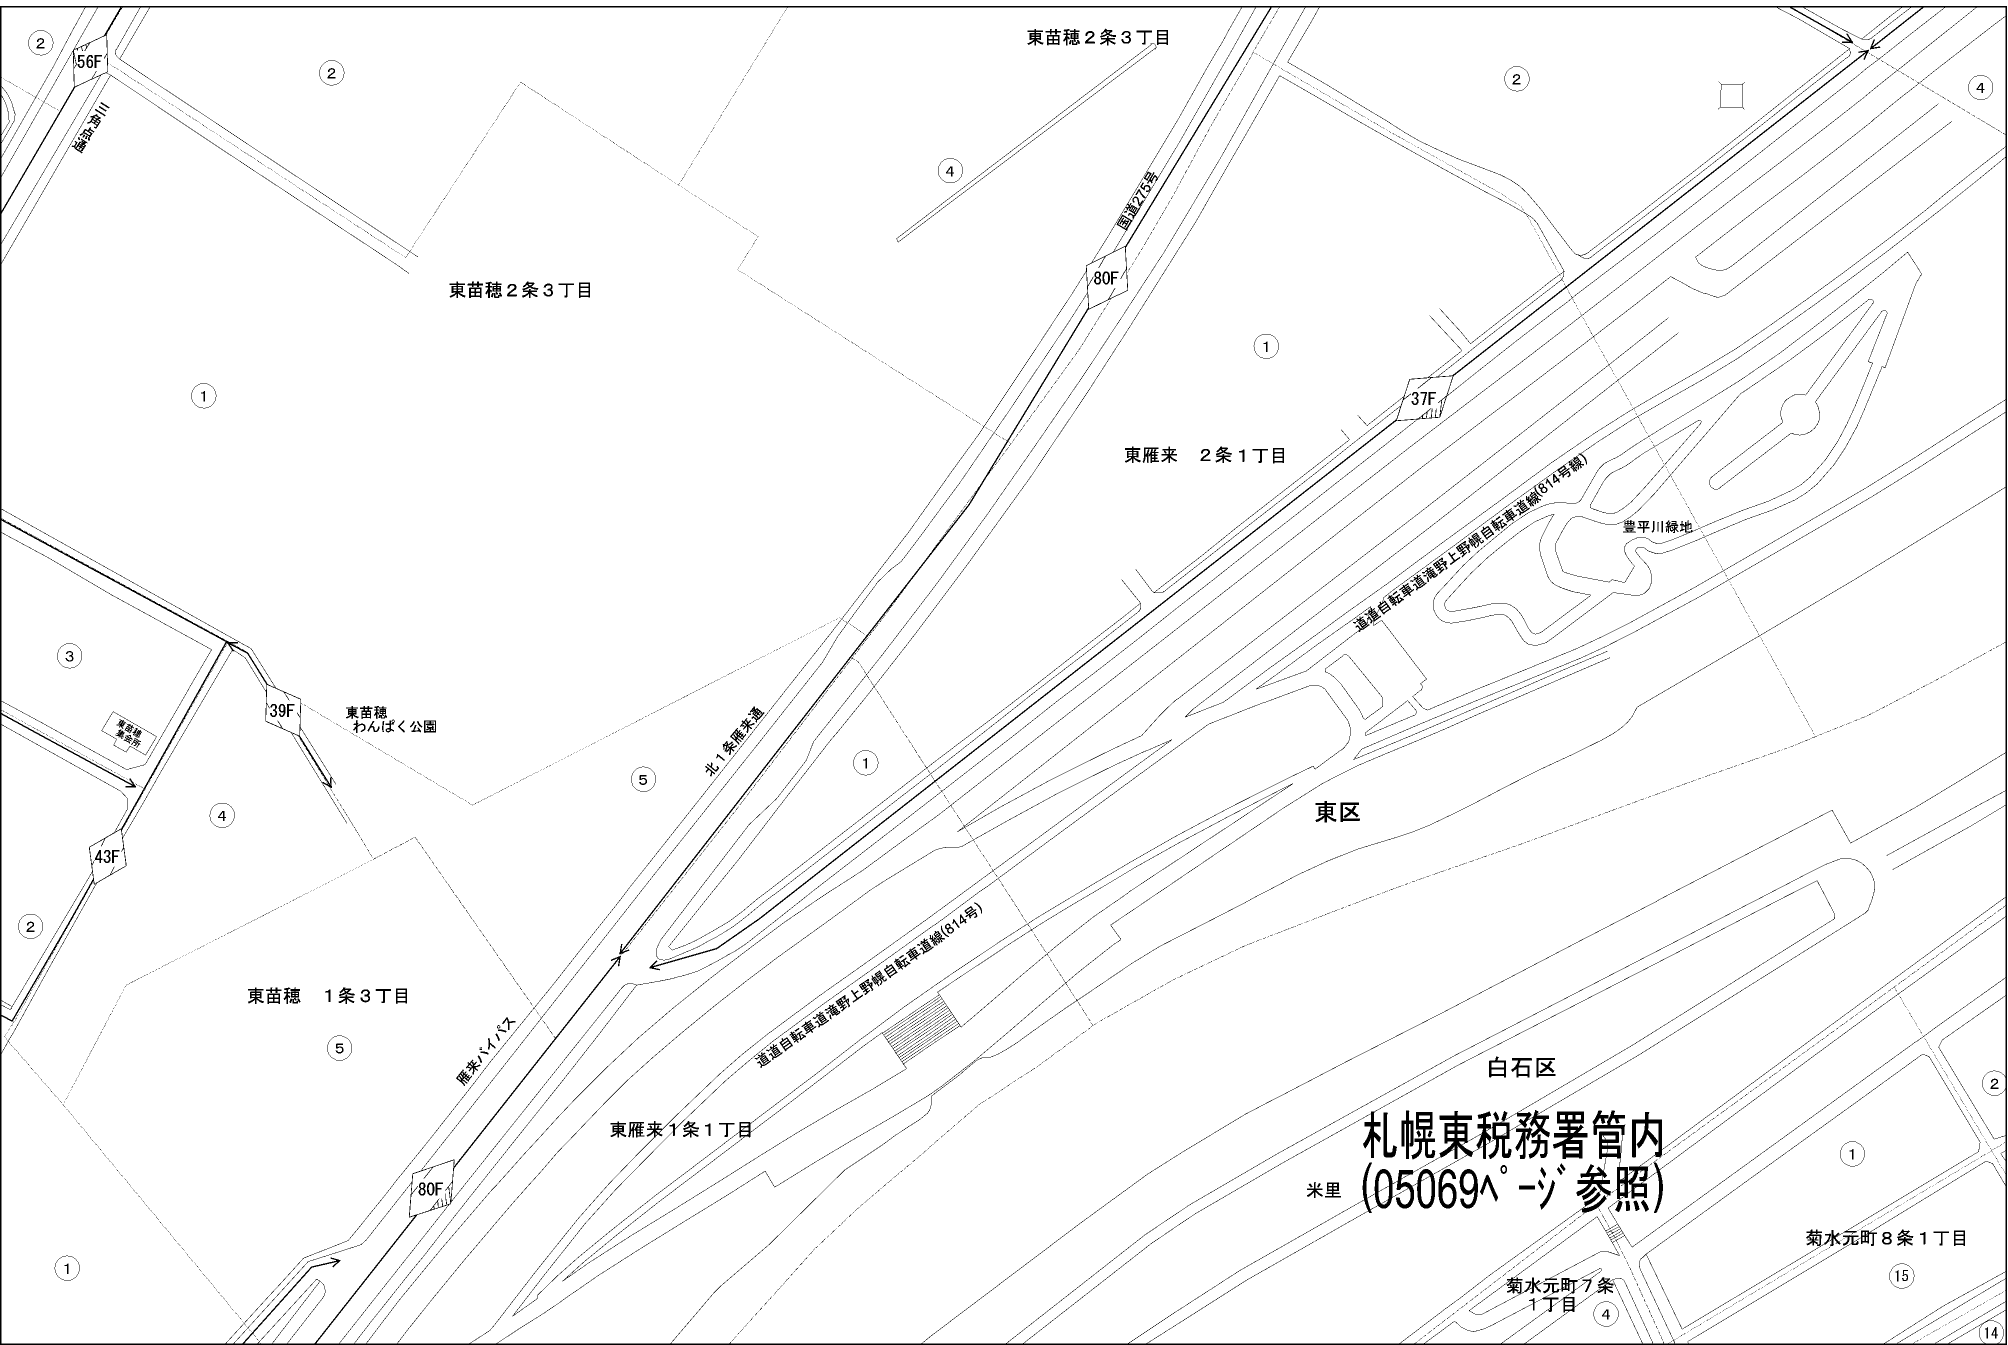 2
56F
2
東苗穂２条３丁目
2
4
三角点通
4
国道275号
80F
東苗穂２条３丁目
1
1
37F
東雁来　２条１丁目
道道自転車道滝野上野幌自転車道線(814号線)
豊平川緑地
3
39F
東苗穂
わんぱく公園
東苗穂
集会所
北１条雁来通
5
1
4
43F
東区
2
道道自転車道滝野上野幌自転車道線(814号)
東苗穂　１条３丁目
5
雁来バイパス
白石区
2
東雁来１条１丁目
札幌東税務署管内
(05069ﾍﾟｰｼﾞ参照)
1
80F
米里
菊水元町８条１丁目
1
15
菊水元町７条
１丁目
4
14